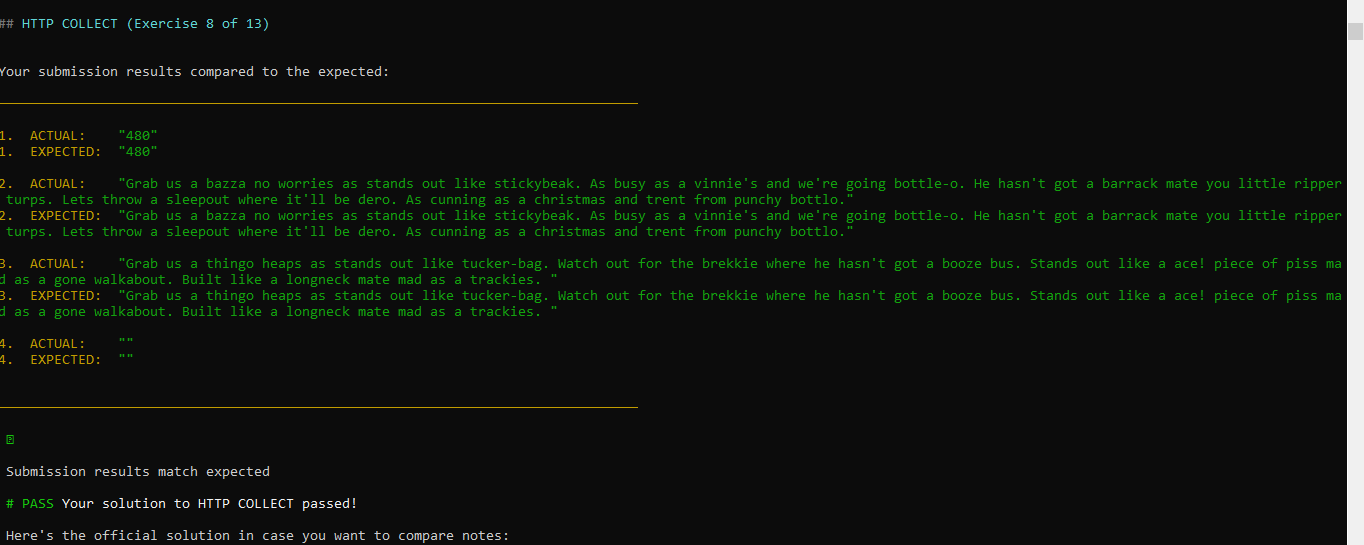 ## HTTP COLLECT (Exercise 8 of 13)
Your submission results compared to the expected:
1. ACTUAL: "480"
1. EXPECTED: "480"
2. ACTUAL: "Grab us a bazza no worries as stands out like stickybeak. As busy as a vinnie's and we're going bottle-o. He hasn't got a barrack mate you little ripper
turps. Lets throw a sleepout where it'll be dero. As cunning as a christmas and trent from punchy bottlo."
2. EXPECTED: "Grab us a bazza no worries as stands out like stickybeak. As busy as a vinnie's and we're going bottle-o. He hasn't got a barrack mate you little ripper
turps. Lets throw a sleepout where it'll be dero. As cunning as a christmas and trent from punchy bottlo."
3. ACTUAL: "Grab us a thingo heaps as stands out like tucker-bag. Watch out for the brekkie where he hasn't got a booze bus. Stands out like a ace! piece of piss ma
d as a gone walkabout. Built like a longneck mate mad as a trackies. "
3. EXPECTED: "Grab us a thingo heaps as stands out like tucker-bag. Watch out for the brekkie where he hasn't got a booze bus. Stands out like a ace! piece of piss ma
d as a gone walkabout. Built like a longneck mate mad as a trackies. "
4. ACTUAL: ""
4. EXPECTED: ""
Submission results match expected
# PASS Your solution to HTTP COLLECT passed!
Here's the official solution in case you want to compare notes: